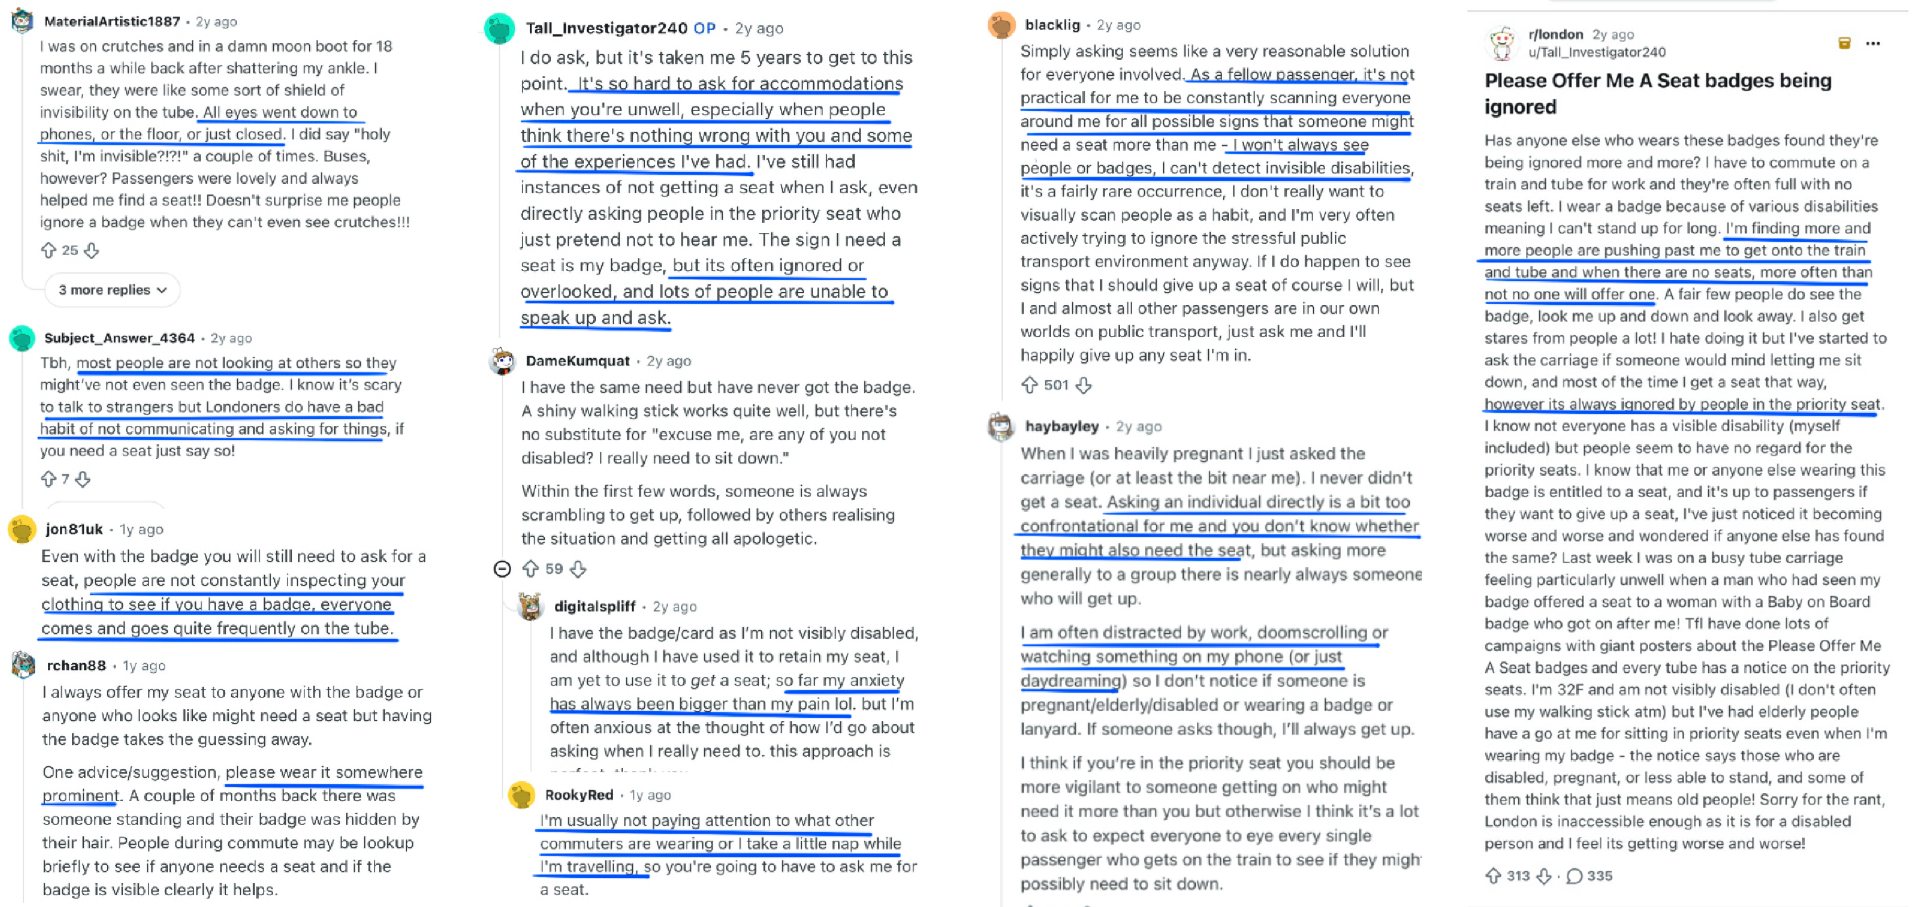 MaterialArtistic1887 · 2y ago
I was on crutches and in a damn moon boot for 18
months a while back after shattering my ankle. I
swear, they were like some sort of shield of
invisibility on the tube. All eyes went down to
phones, or the floor, or just closed. I did say "holy
shit, I'm invisible?!?!" a couple of times. Buses,
however? Passengers were lovely and always
helped me find a seat!! Doesn't surprise me people
ignore a badge when they can't even see crutches!!!
25
3 more replies
Subject_Answer_4364 · 2y ago
Tbh, most people are not looking at others so they
might've not even seen the badge. I know it's scary
to talk to strangers but Londoners do have a bad
habit of not communicating and asking for things, if
you need a seat just say so!
7
jon81uk · 1y ago
Even with the badge you will still need to ask for a
seat, people are not constantly inspecting your
clothing to see if you have a badge, everyone
comes and goes quite frequently on the tube.
rchan88 · 1y ago
I always offer my seat to anyone with the badge or
anyone who looks like might need a seat but having
the badge takes the guessing away.
One advice/suggestion, please wear it somewhere
prominent. A couple of months back there was
someone standing and their badge was hidden by
their hair. People during commute may be lookup
briefly to see if anyone needs a seat and if the
badge is visible clearly it helps.
Tall_Investigator240 OP · 2y ago
I do ask, but it's taken me 5 years to get to this
point. It's so hard to ask for accommodations
when you're unwell, especially when people
think there's nothing wrong with you and some
of the experiences I've had. I've still had
instances of not getting a seat when I ask, even
directly asking people in the priority seat who
just pretend not to hear me. The sign I need a
seat is my badge, but its often ignored or
overlooked, and lots of people are unable to
speak up and ask.
DameKumquat · 2y ago
I have the same need but have never got the badge.
A shiny walking stick works quite well, but there's
no substitute for "excuse me, are any of you not
disabled? I really need to sit down."
Within the first few words, someone is always
scrambling to get up, followed by others realising
the situation and getting all apologetic.
59
digitalspliff · 2y ago
I have the badge/card as I'm not visibly disabled,
and although I have used it to retain my seat, I
am yet to use it to get a seat; so far my anxiety
has always been bigger than my pain lol. but I'm
often anxious at the thought of how I'd go about
asking when I really need to. this approach is
RookyRed · 1y ago
I'm usually not paying attention to what other
commuters are wearing or I take a little nap while
I'm travelling, so you're going to have to ask me for
a seat.
blacklig · 2y ago
Simply asking seems like a very reasonable solution
for everyone involved. As a fellow passenger, it's not
practical for me to be constantly scanning everyone
around me for all possible signs that someone might
need a seat more than me - I won't always see
people or badges, I can't detect invisible disabilities,
it's a fairly rare occurrence, I don't really want to
visually scan people as a habit, and I'm very often
actively trying to ignore the stressful public
transport environment anyway. If I do happen to see
signs that I should give up a seat of course I will, but
I and almost all other passengers are in our own
worlds on public transport, just ask me and I'll
happily give up any seat I'm in.
501
haybayley · 2y ago
When I was heavily pregnant I just asked the
carriage (or at least the bit near me). I never didn't
get a seat. Asking an individual directly is a bit too
confrontational for me and you don't know whether
they might also need the seat, but asking more
generally to a group there is nearly always someone
who will get up.
I am often distracted by work, doomscrolling or
watching something on my phone (or just
daydreaming) so I don't notice if someone is
pregnant/elderly/disabled or wearing a badge or
lanyard. If someone asks though, I'll always get up.
I think if you're in the priority seat you should be
more vigilant to someone getting on who might
need it more than you but otherwise I think it's a lot
to ask to expect everyone to eye every single
passenger who gets on the train to see if they migh
possibly need to sit down.
r/london 2y ago
u/Tall_Investigator240
Please Offer Me A Seat badges being
ignored
Has anyone else who wears these badges found they're
being ignored more and more? I have to commute on a
train and tube for work and they're often full with no
seats left. I wear a badge because of various disabilities
meaning I can't stand up for long. I'm finding more and
more people are pushing past me to get onto the train
and tube and when there are no seats, more often than
not no one will offer one. A fair few people do see the
badge, look me up and down and look away. I also get
stares from people a lot! I hate doing it but I've started to
ask the carriage if someone would mind letting me sit
down, and most of the time I get a seat that way,
however its always ignored by people in the priority seat.
I know not everyone has a visible disability (myself
included) but people seem to have no regard for the
priority seats. I know that me or anyone else wearing this
badge is entitled to a seat, and it's up to passengers if
they want to give up a seat, I've just noticed it becoming
worse and worse and wondered if anyone else has found
the same? Last week I was on a busy tube carriage
feeling particularly unwell when a man who had seen my
badge offered a seat to a woman with a Baby on Board
badge who got on after me! Tfl have done lots of
campaigns with giant posters about the Please Offer Me
A Seat badges and every tube has a notice on the priority
seats. I'm 32F and am not visibly disabled (I don't often
use my walking stick atm) but I've had elderly people
have a go at me for sitting in priority seats even when I'm
wearing my badge - the notice says those who are
disabled, pregnant, or less able to stand, and some of
them think that just means old people! Sorry for the rant,
London is inaccessible enough as it is for a disabled
person and I feel its getting worse and worse!
313 · 335